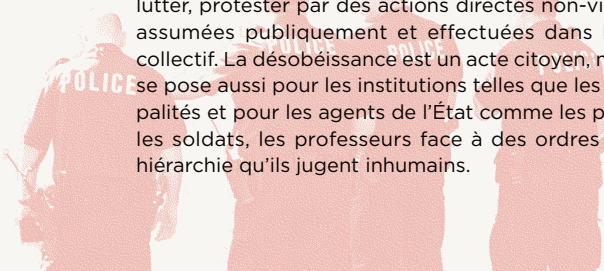 lutter, protester par des actions directes non-vi
assumées publiquement et effectuées dans l
collectif. La désobéissance est un acte citoyen, m
se pose aussi pour les institutions telles que les
palités et pour les agents de l'État comme les p
les soldats, les professeurs face à des ordres
hiérarchie qu'ils jugent inhumains.
POLICE
POLICE
POLICE